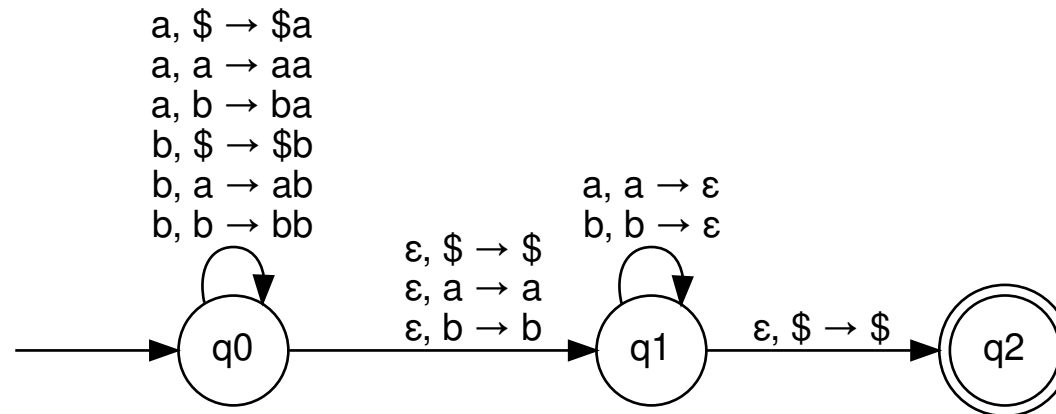 a, $ → $a
a, a → aa
a, b → ba
b, $ → $b
b, a → ab
b, b → bb
a, a → ε
b, b → ε
ε, $ → $
ε, a → a
ε, b → b
ε, $ → $
q0
q1
q2